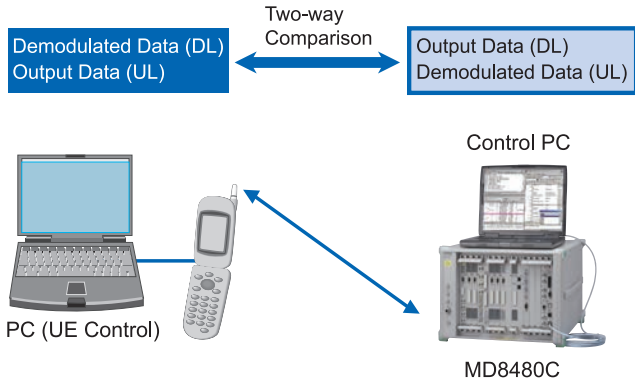 Two-way
Comparison
Demodulated Data (DL)
Output Data (UL)
Output Data (DL)
Demodulated Data (UL)
Control PC
PC (UE Control)
MD8480C